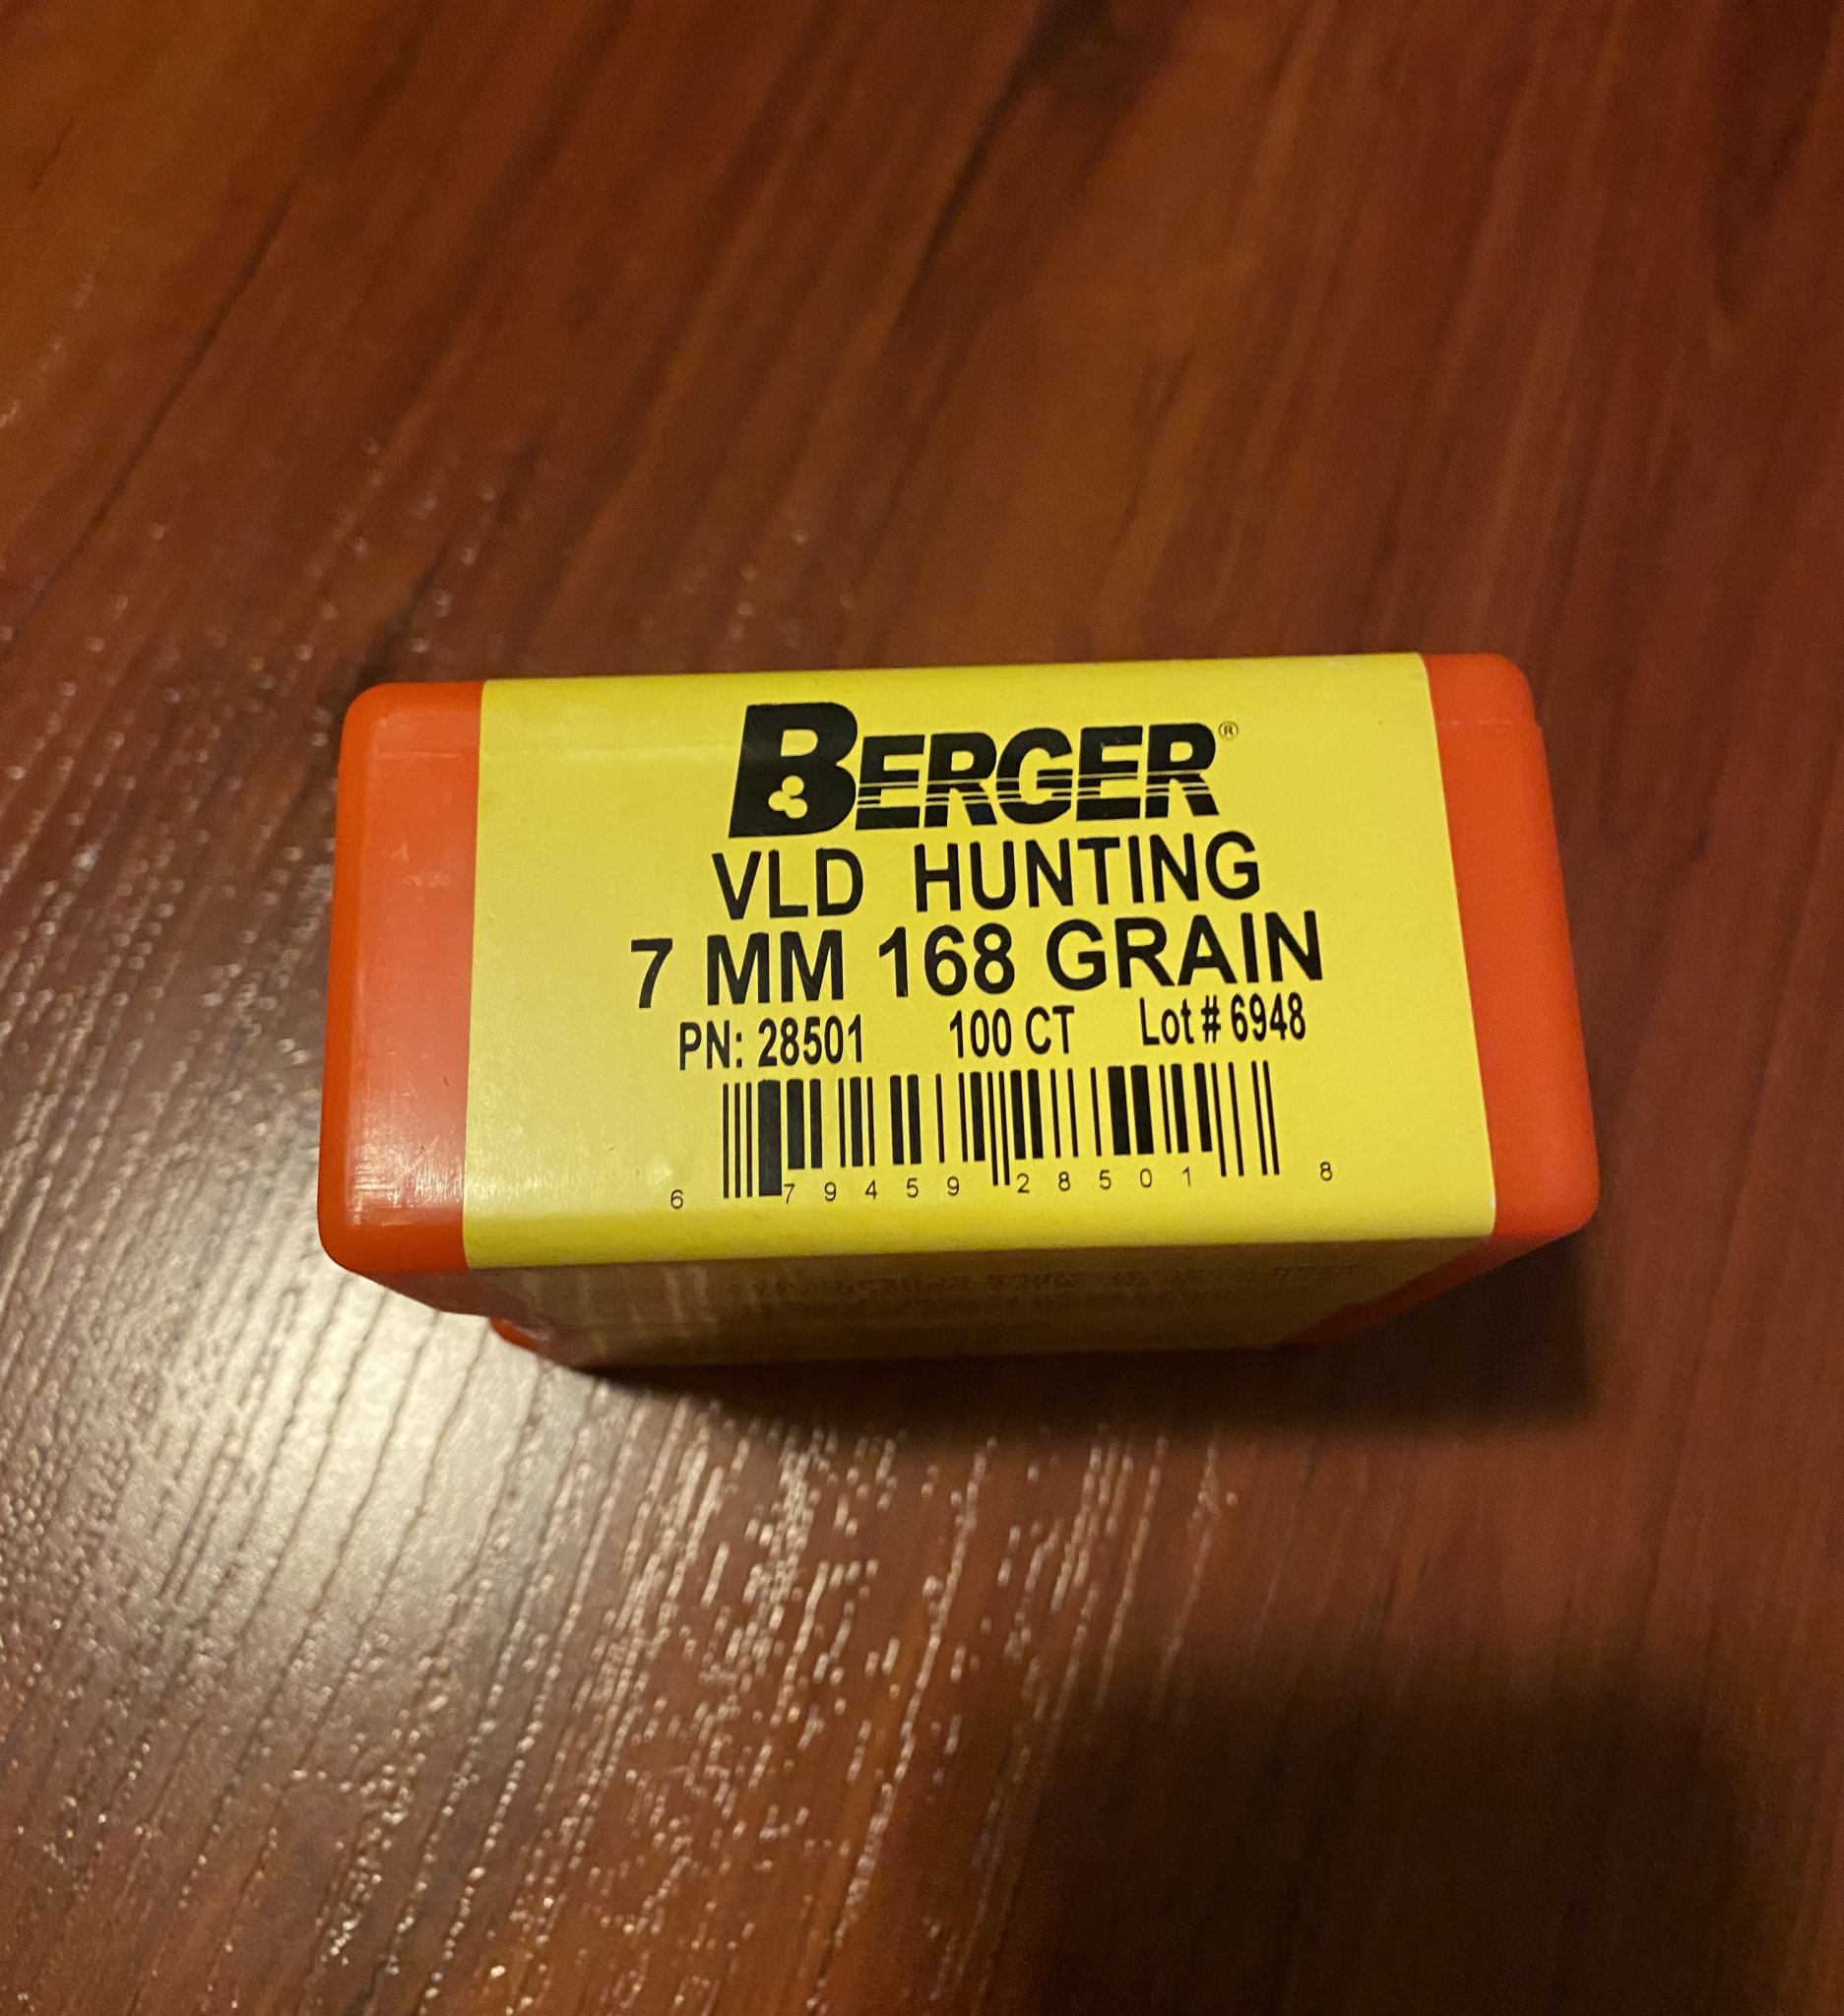 BERGER®
VLD HUNTING
7 MM 168 GRAIN
PN: 28501 100 CT Lot # 6948
6 79459 28501 8